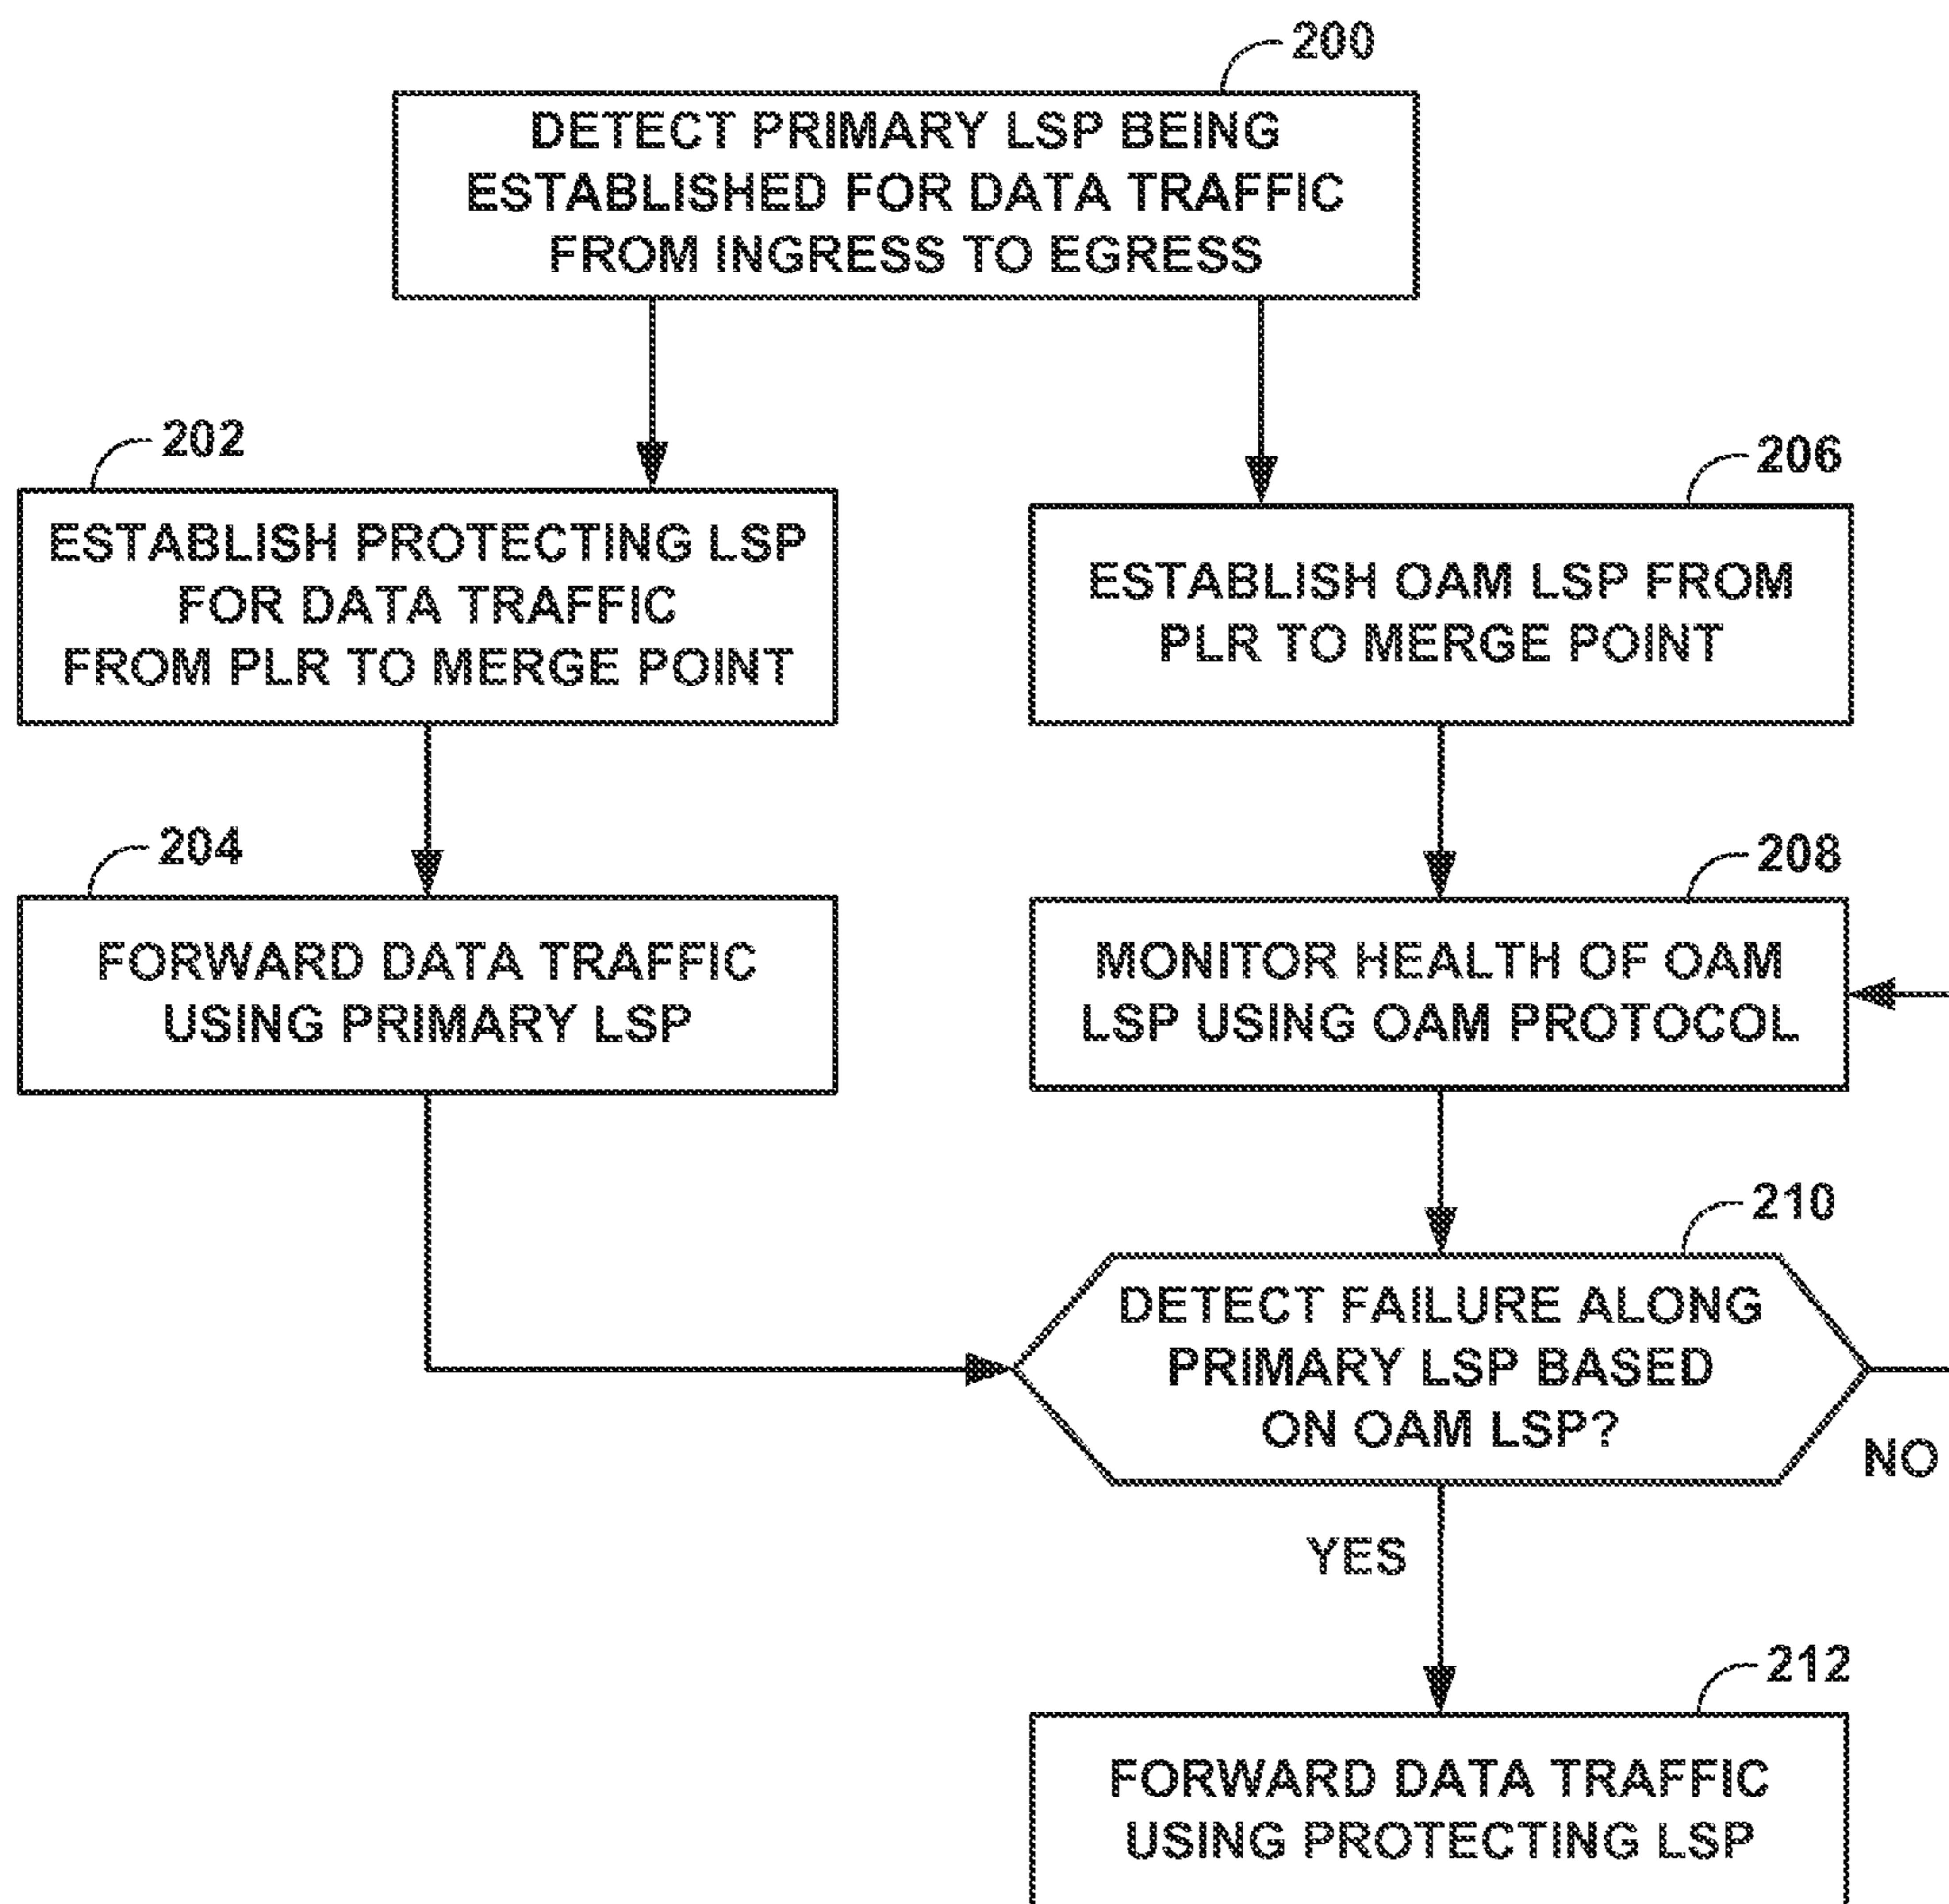 200
DETECT PRIMARY LSP BEING
ESTABLISHED FOR DATA TRAFFIC
FROM INGRESS TO EGRESS
202
ESTABLISH PROTECTING LSP
FOR DATA TRAFFIC
FROM PLR TO MERGE POINT
206
ESTABLISH OAM LSP FROM
PLR TO MERGE POINT
204
FORWARD DATA TRAFFIC
USING PRIMARY LSP
208
MONITOR HEALTH OF OAM
LSP USING OAM PROTOCOL
210
DETECT FAILURE ALONG
PRIMARY LSP BASED
ON OAM LSP?
NO
YES
212
FORWARD DATA TRAFFIC
USING PROTECTING LSP